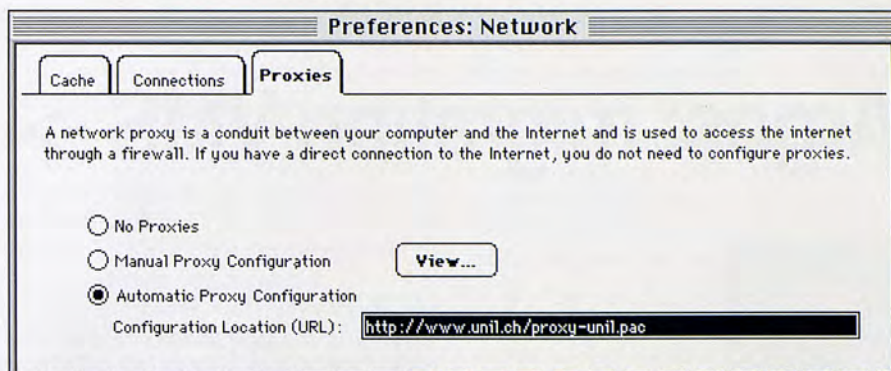 Preferences: Network
Cache
Connections
Proxies
A network proxy is a conduit between your computer and the Internet and is used to access the internet
through a firewall. If you have a direct connection to the Internet, you do not need to configure proxies.
No Proxies
Manual Proxy Configuration
View...
Automatic Proxy Configuration
Configuration Location (URL):
http://www.unil.ch/proxy-unil.pac